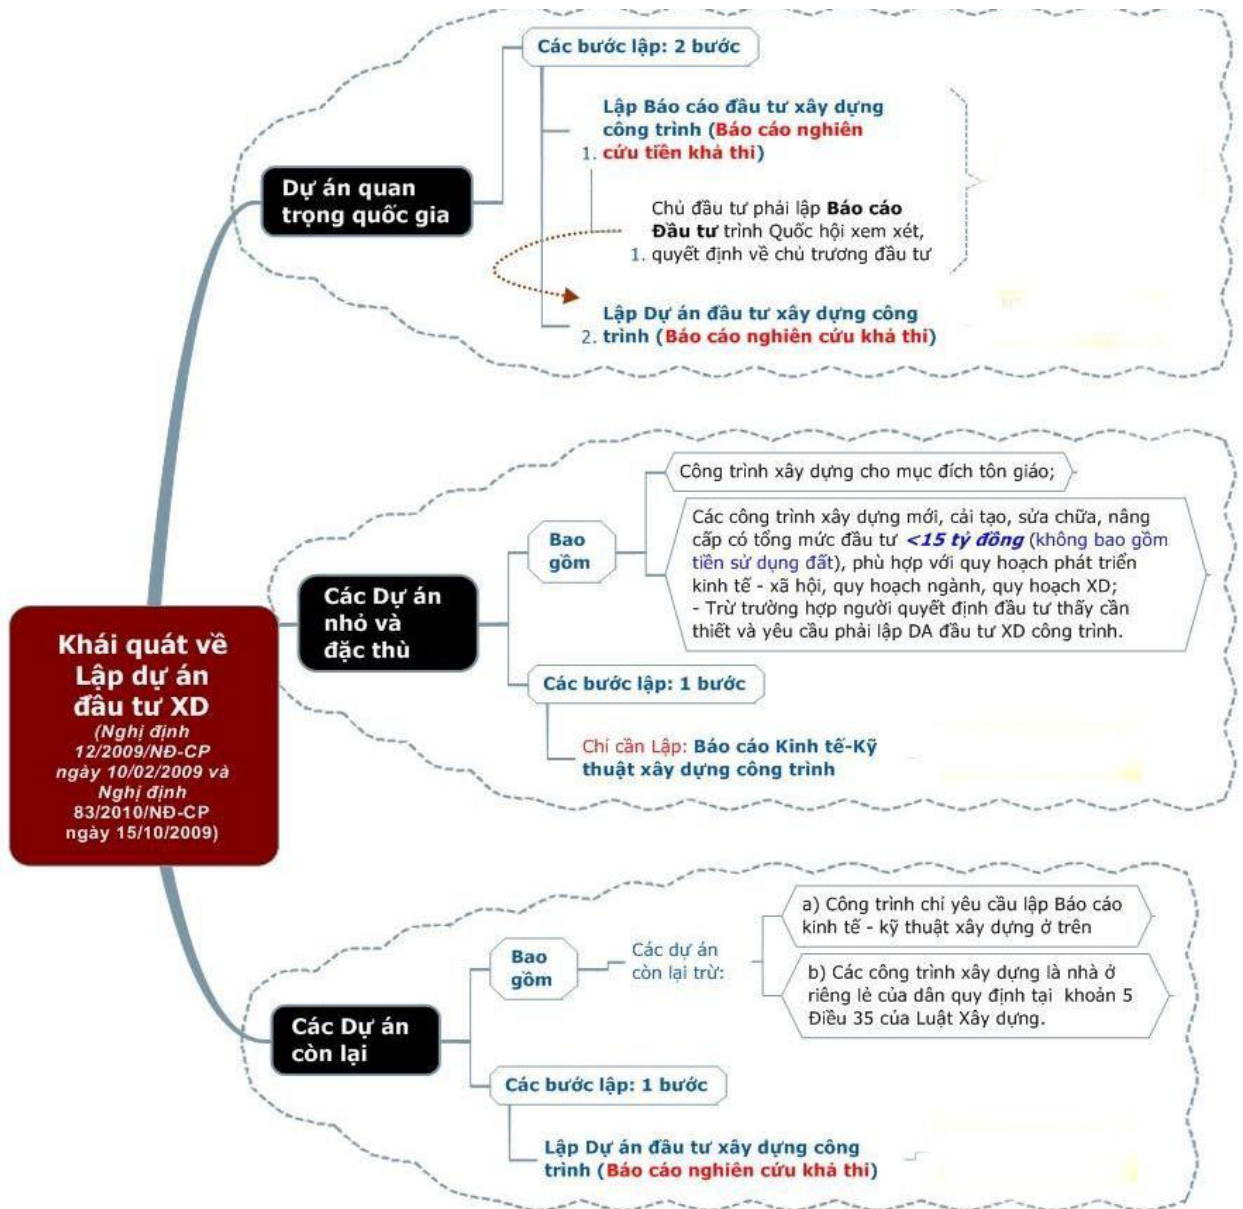 Khái quát về
Lập dự án
đầu tư XD
(Nghị định
12/2009/NĐ-CP
ngày 10/02/2009 và
Nghị định
83/2010/NĐ-CP
ngày 15/10/2009)
Dự án quan
trọng quốc gia
Các bước lập: 2 bước
Lập Báo cáo đầu tư xây dựng
công trình (Báo cáo nghiên
1. cứu tiền khả thi)
Chủ đầu tư phải lập Báo cáo
Đầu tư trình Quốc hội xem xét,
1. quyết định về chủ trương đầu tư
Lập Dự án đầu tư xây dựng công
2. trình (Báo cáo nghiên cứu khả thi)
Các Dự án
nhỏ và
đặc thù
Bao
gồm
Công trình xây dựng cho mục đích tôn giáo;
Các công trình xây dựng mới, cải tạo, sửa chữa, nâng
cấp có tổng mức đầu tư <15 tỷ đồng (không bao gồm
tiền sử dụng đất), phù hợp với quy hoạch phát triển
kinh tế - xã hội, quy hoạch ngành, quy hoạch XD;
- Trừ trường hợp người quyết định đầu tư thấy cần
thiết và yêu cầu phải lập DA đầu tư XD công trình.
Các bước lập: 1 bước
Chỉ cần Lập: Báo cáo Kinh tế-Kỹ
thuật xây dựng công trình
Các Dự án
còn lại
Bao
gồm
Các dự án
còn lại trừ:
a) Công trình chỉ yêu cầu lập Báo cáo
kinh tế - kỹ thuật xây dựng ở trên
b) Các công trình xây dựng là nhà ở
riêng lẻ của dân quy định tại khoản 5
Điều 35 của Luật Xây dựng.
Các bước lập: 1 bước
Lập Dự án đầu tư xây dựng công
trình (Báo cáo nghiên cứu khả thi)